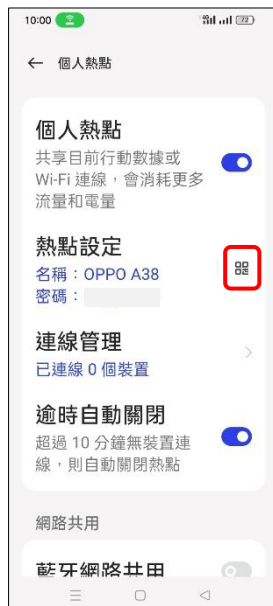 10:00 72
個人熱點
個人熱點
共享目前行動數據或
Wi-Fi 連線，會消耗更多
流量和電量
熱點設定
名稱：OPPO A38
密碼：
連線管理
已連線 0 個裝置
逾時自動關閉
超過 10 分鐘無裝置連
線，則自動關閉熱點
網路共用
藍牙網路共用